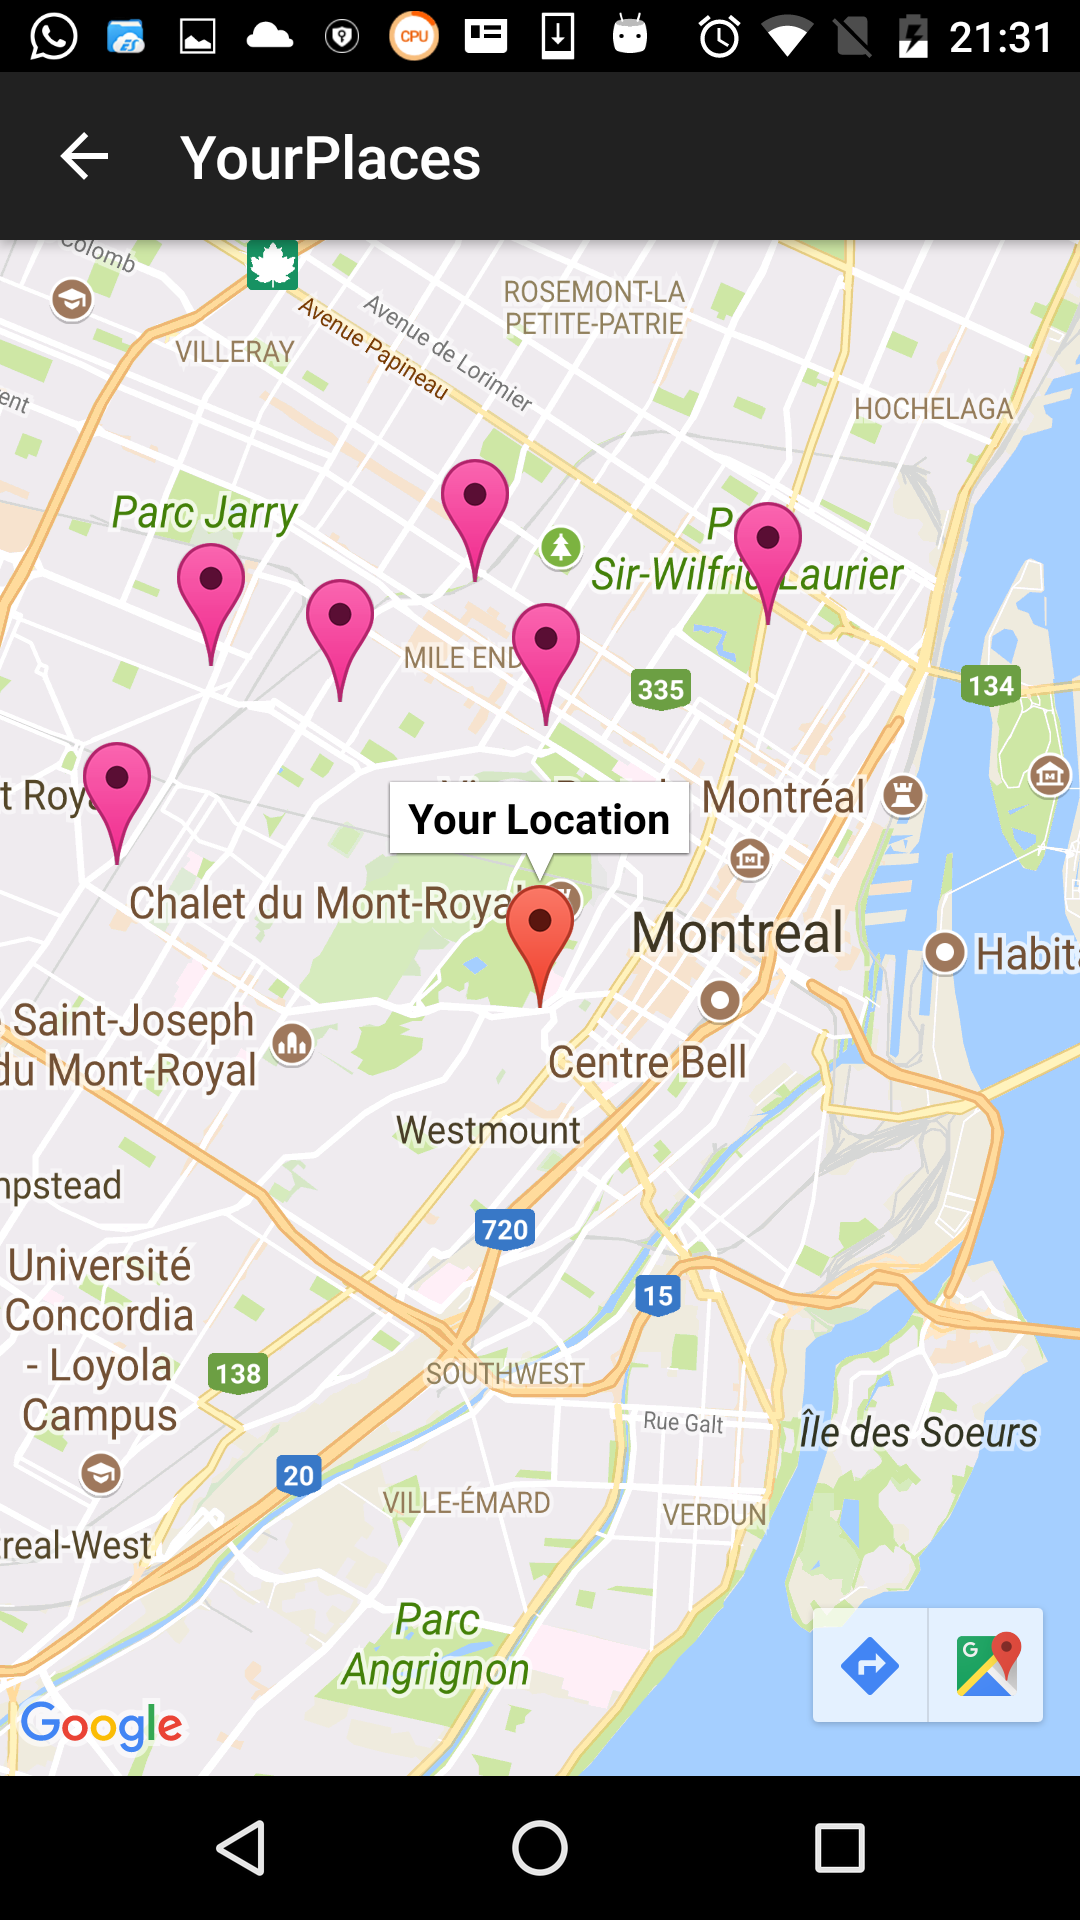 CPU
21:31
YourPlaces
Colomb
ROSEMONT-LA
PETITE-PATRIE
Avenue de Lorimier
Avenue Papineau
VILLERAY
ent
HOCHELAGA
Parc Jarry
P
Sir-Wilfrid Laurier
MILE END
335
134
t Roya
Montréal
Your Location
Chalet du Mont-Royal
Montreal
Habita
Saint-Joseph
du Mont-Royal
Centre Bell
Westmount
mpstead
720
Université
Concordia
- Loyola
Campus
15
138
SOUTHWEST
Rue Galt
Île des Soeurs
20
VILLE-ÉMARD
VERDUN
treal-West
Parc
Angrignon
G
Google